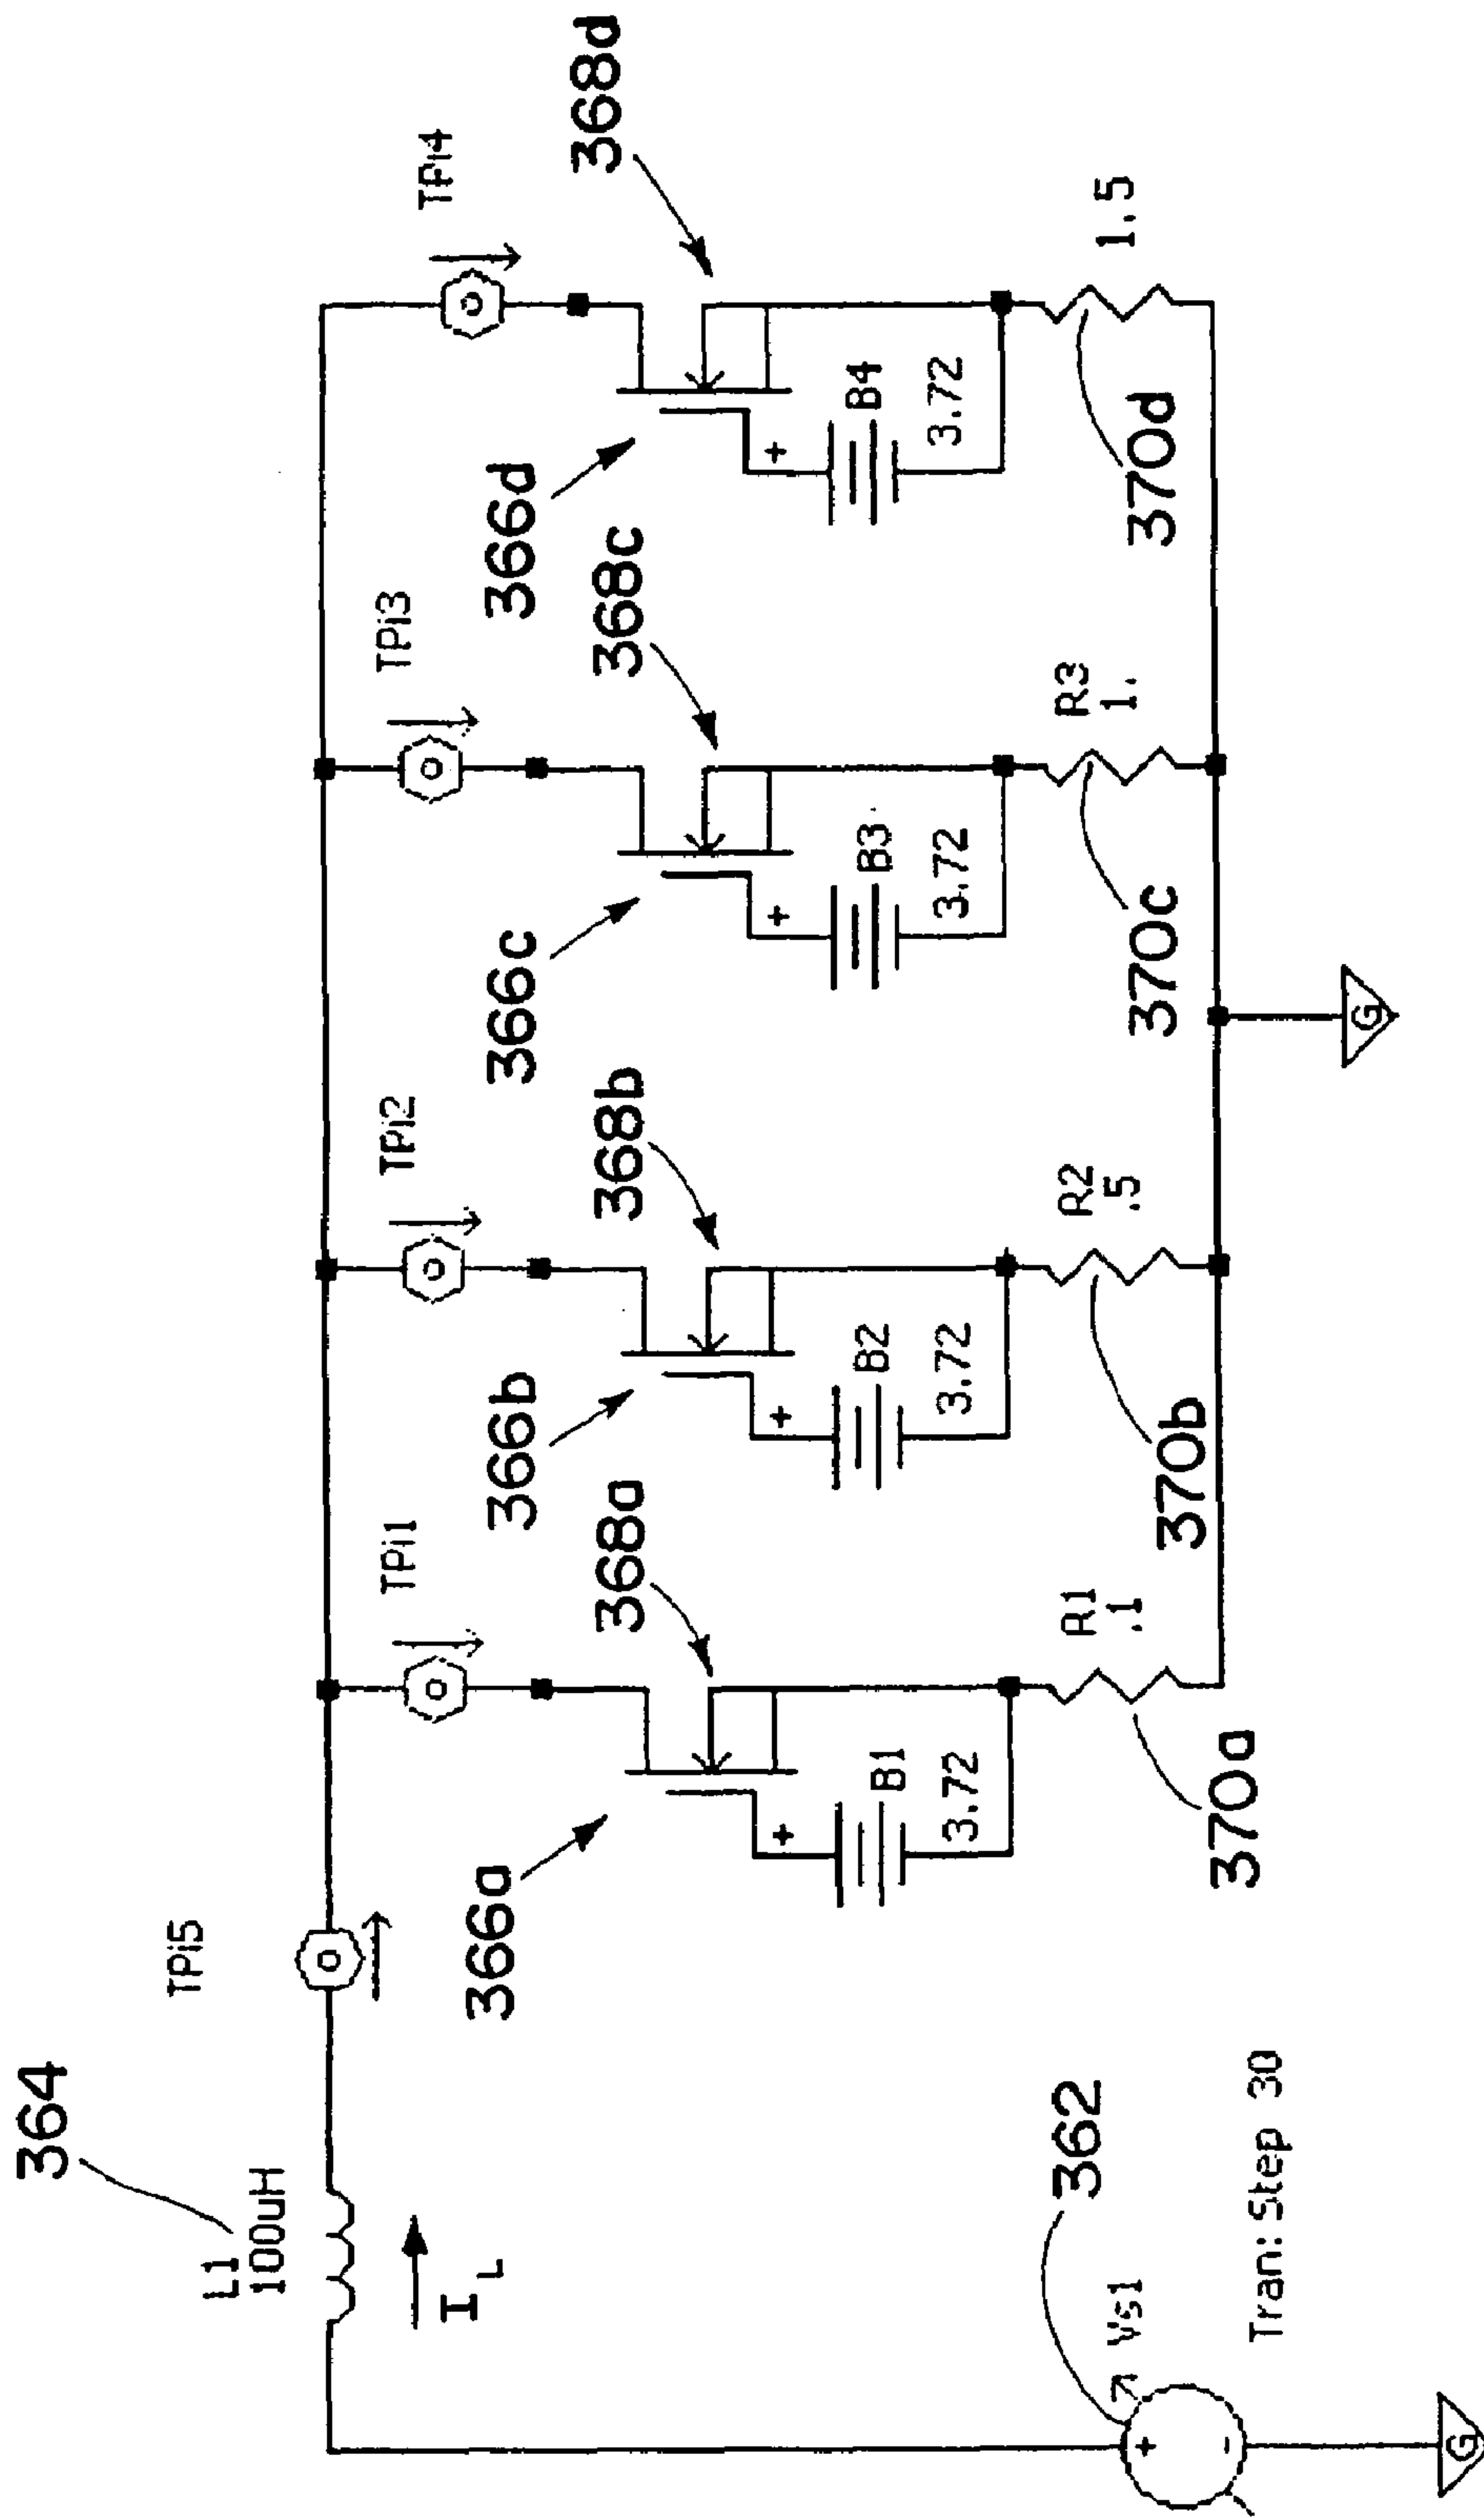 364
L1
100uH
I L
TPi5
TPi1
TPi2
TPi3
TPi4
366a
368a
366b
368b
366c
368c
366d
368d
+
B1
3.72
+
B2
3.72
+
B3
3.72
+
B4
3.72
R1
.1
R2
.5
R3
1.
1.5
370a
370b
370c
370d
362
Vs1
+
-
Tran: Step 30
G
G